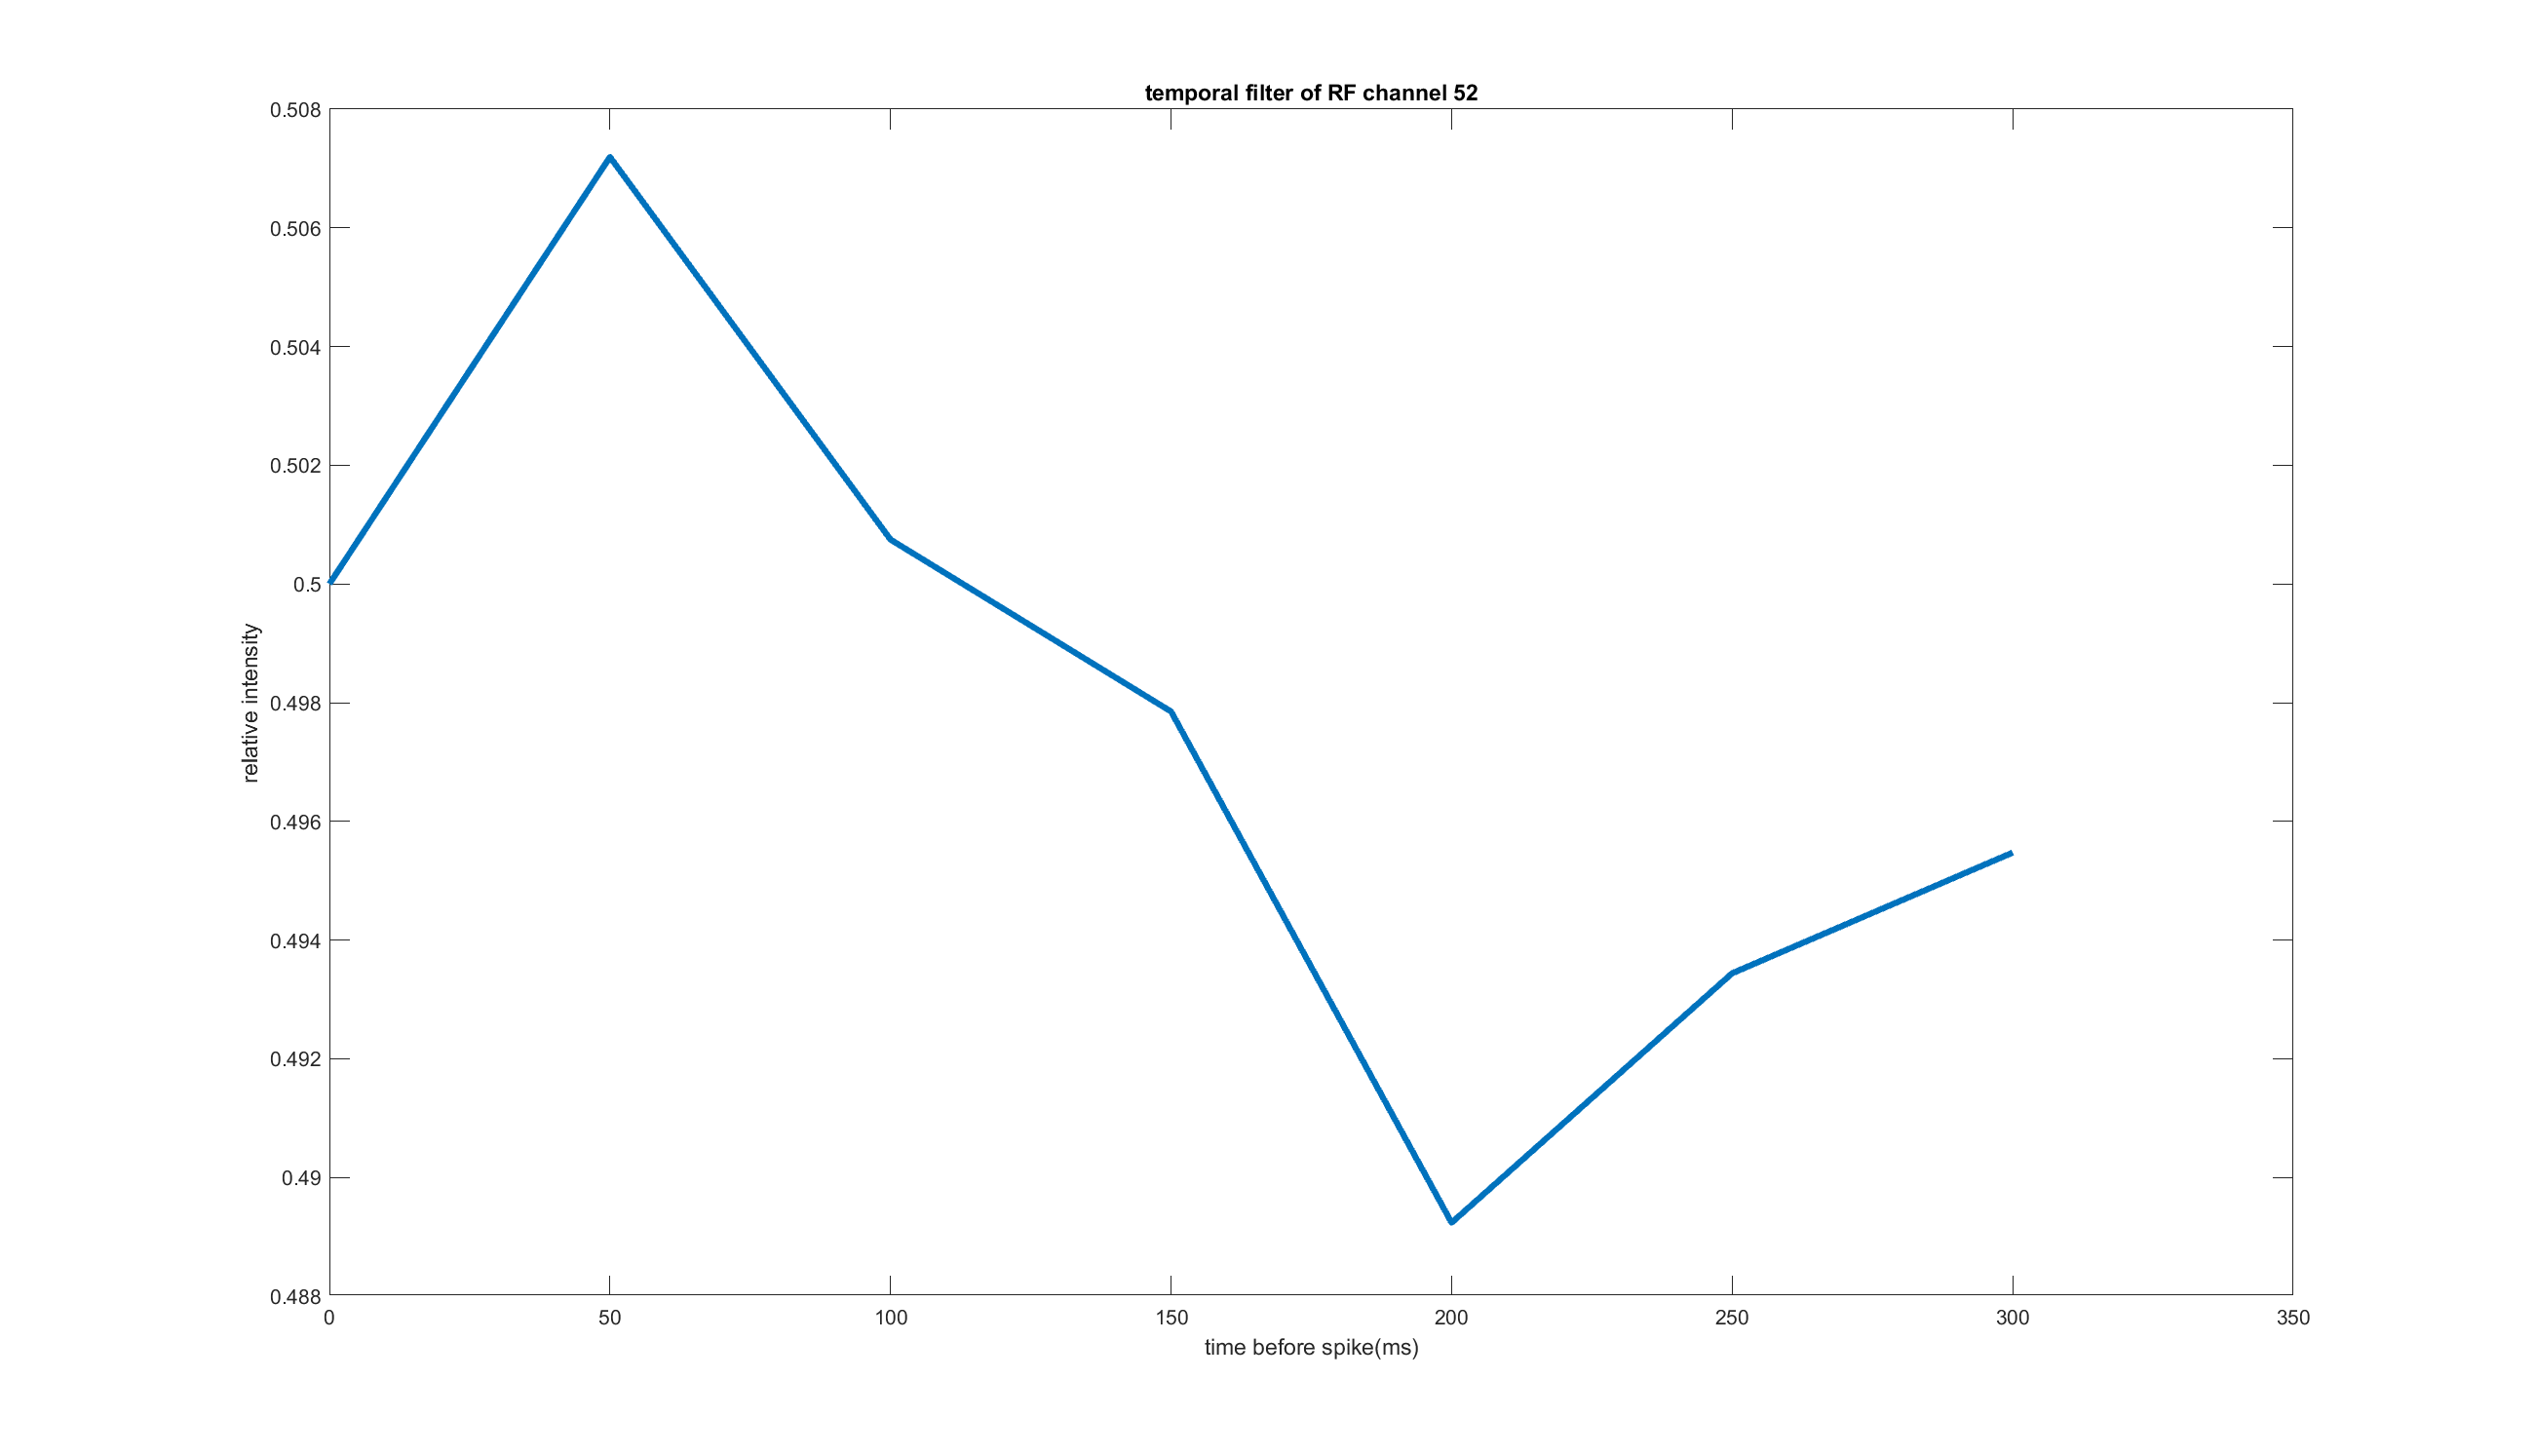 temporal filter of RF channel 52
0.508
0.506
0.504
0.502
0.5
0.498
0.496
0.494
0.492
0.49
0.488
relative intensity
0 50 100 150 200 250 300 350
time before spike(ms)